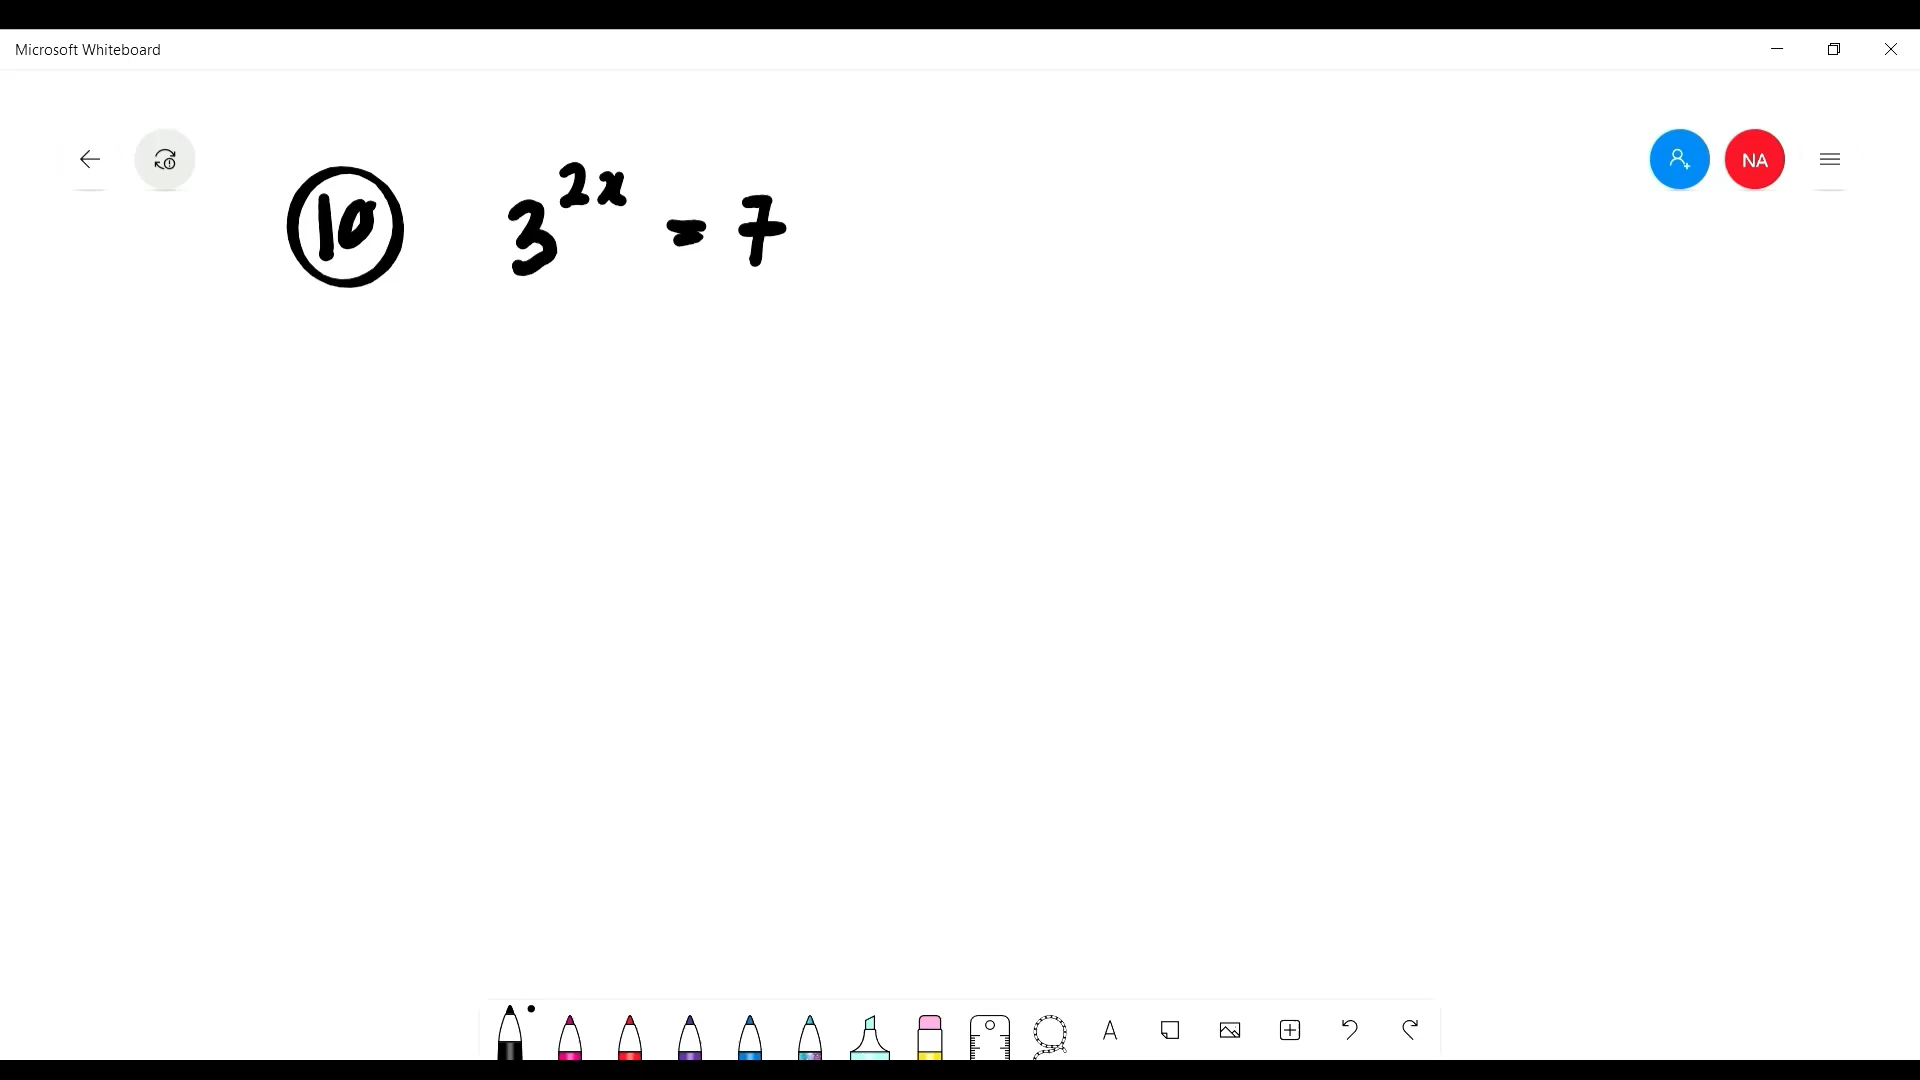 Microsoft Whiteboard
NA
⑩ 3^{2x} = 7
A